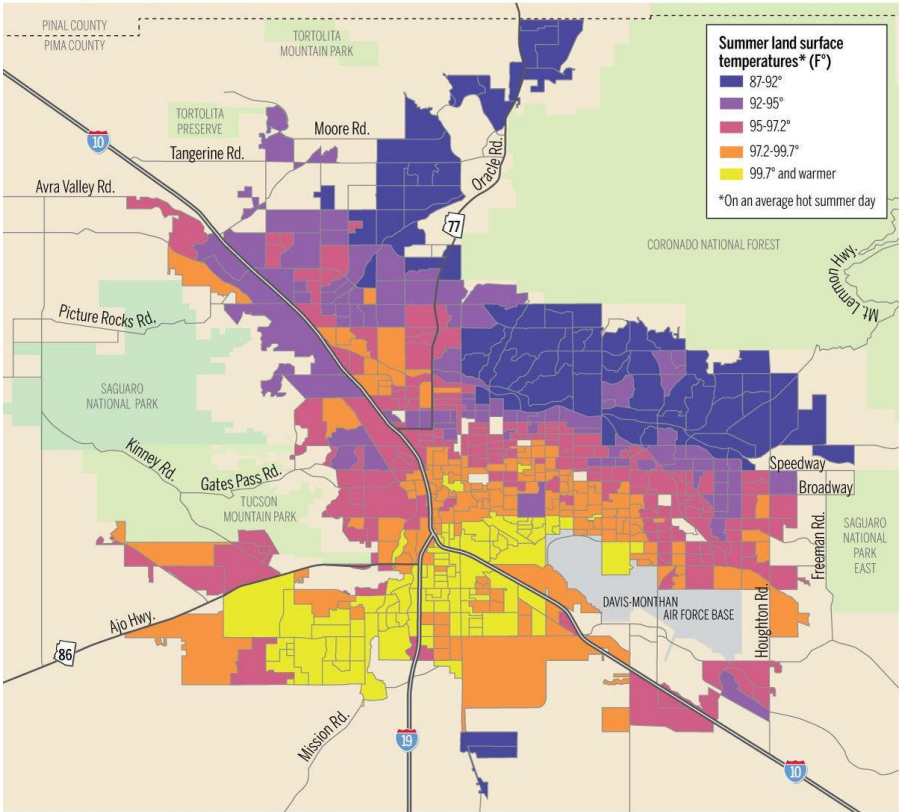 PINAL COUNTY
PIMA COUNTY
TORTOLITA
MOUNTAIN PARK
Summer land surface
temperatures* (F°)
87-92°
92-95°
95-97.2°
97.2-99.7°
99.7° and warmer
*On an average hot summer day
TORTOLITA
PRESERVE
Moore Rd.
10
Tangerine Rd.
Oracle Rd.
Avra Valley Rd.
77
CORONADO NATIONAL FOREST
Mt. Lemmon Hwy.
Picture Rocks Rd.
SAGUARO
NATIONAL PARK
Kinney Rd.
Gates Pass Rd.
Speedway
Broadway
TUCSON
MOUNTAIN PARK
Freeman Rd.
SAGUARO
NATIONAL
PARK
EAST
DAVIS-MONTHAN
AIR FORCE BASE
Houghton Rd.
Ajo Hwy.
86
Mission Rd.
19
10